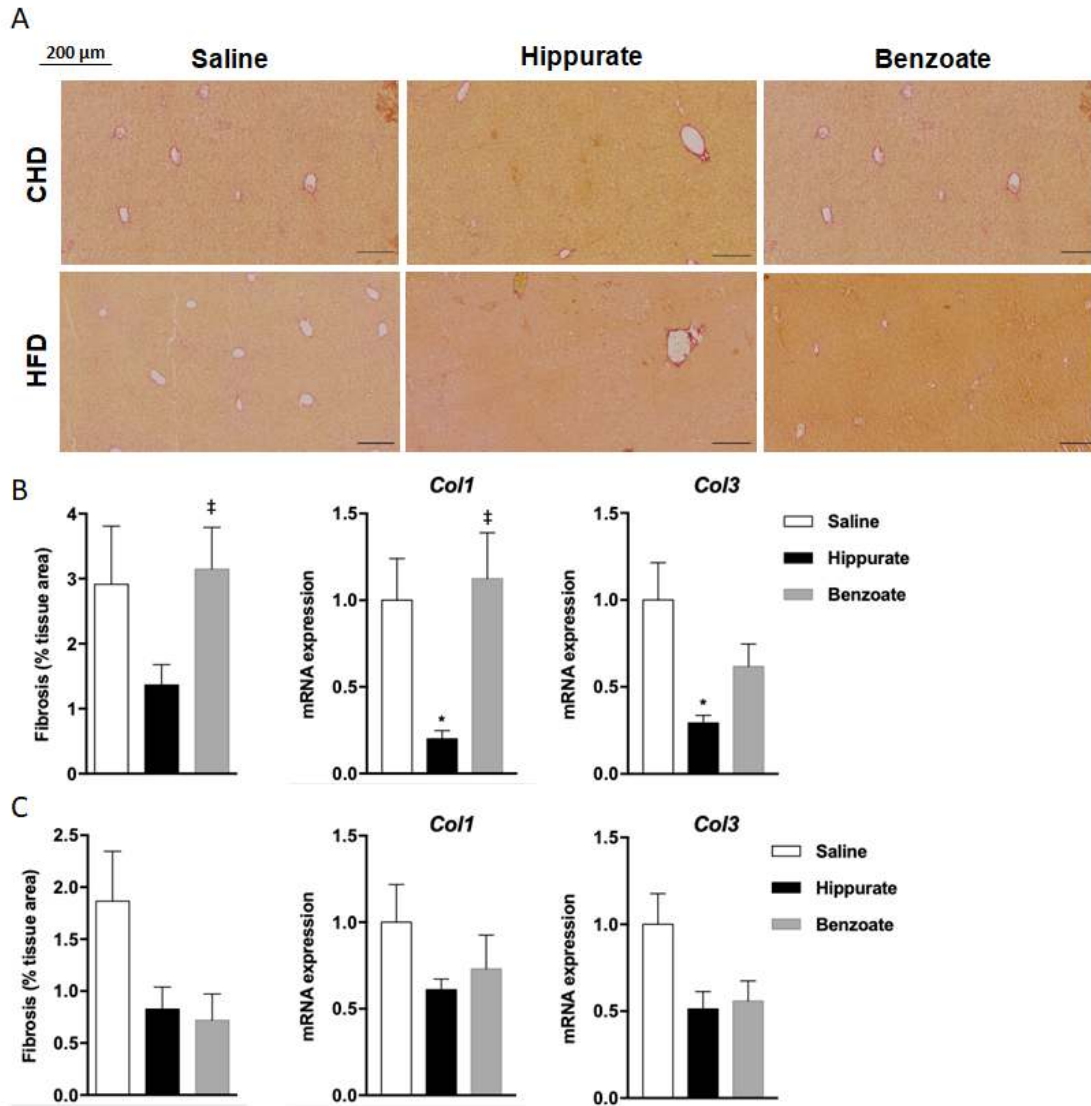 A
200 µm
Saline
Hippurate
Benzoate
CHD
HFD
B
Fibrosis (% tissue area)
4
3
2
1
0
‡
Col1
mRNA expression
1.5
1.0
0.5
0.0
*
‡
Col3
mRNA expression
1.5
1.0
0.5
0.0
*
Saline
Hippurate
Benzoate
C
Fibrosis (% tissue area)
2.5
2.0
1.5
1.0
0.5
0.0
Col1
mRNA expression
1.5
1.0
0.5
0.0
Col3
mRNA expression
1.5
1.0
0.5
0.0
Saline
Hippurate
Benzoate